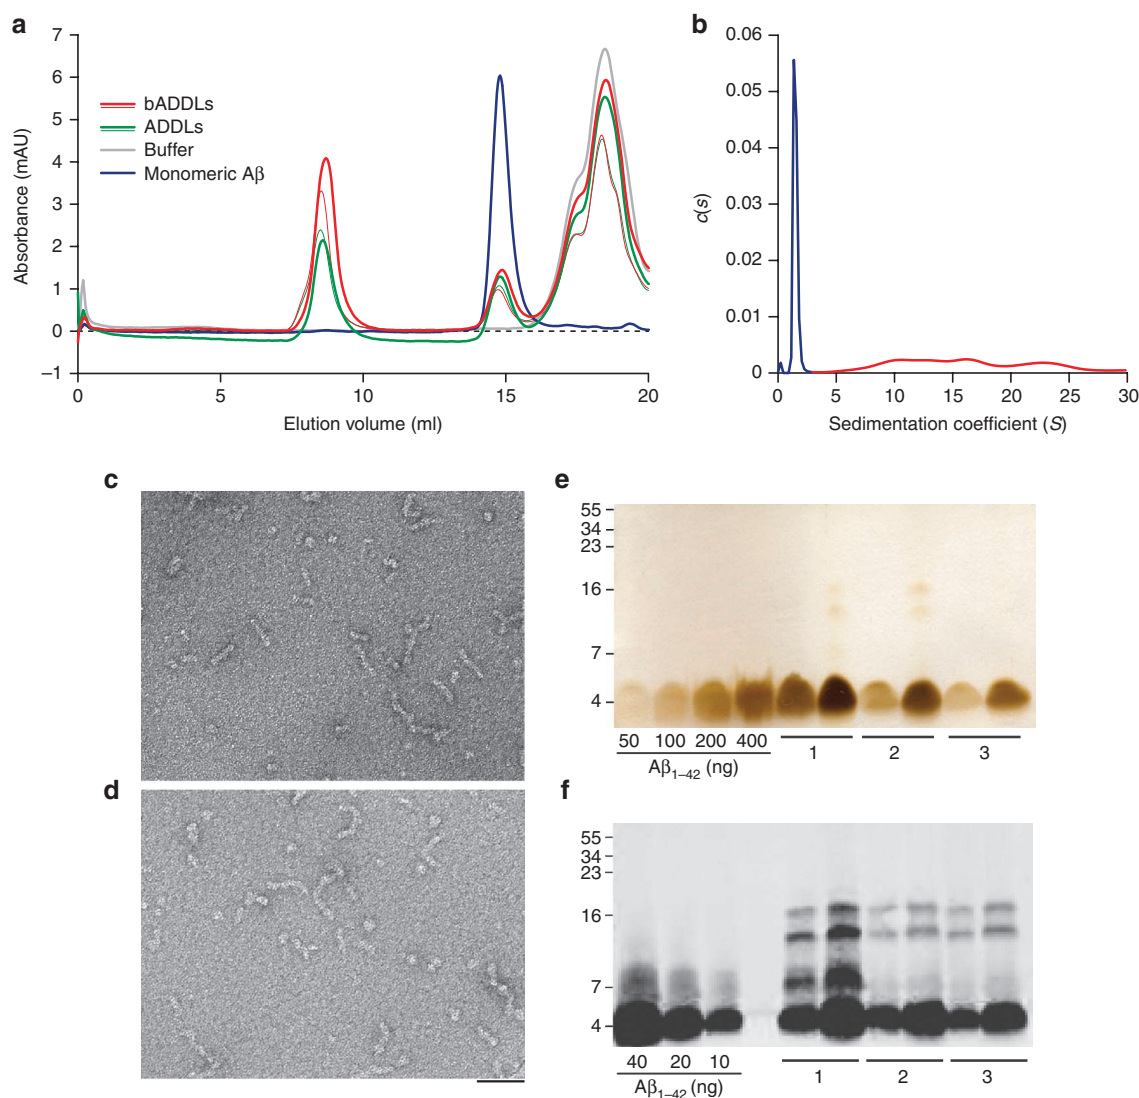 a
7
6
5
4
3
2
1
0
–1
Absorbance (mAU)
bADDLs
ADDLs
Buffer
Monomeric Aβ
0 5 10 15 20
Elution volume (ml)
b
0.06
0.05
0.04
0.03
0.02
0.01
0
c(s)
0 5 10 15 20 25 30
Sedimentation coefficient (S)
c
d
e
55
34
23
16
7
4
50 100 200 400
Aβ1–42 (ng)
1 2 3
f
55
34
23
16
7
4
40 20 10
Aβ1–42 (ng)
1 2 3